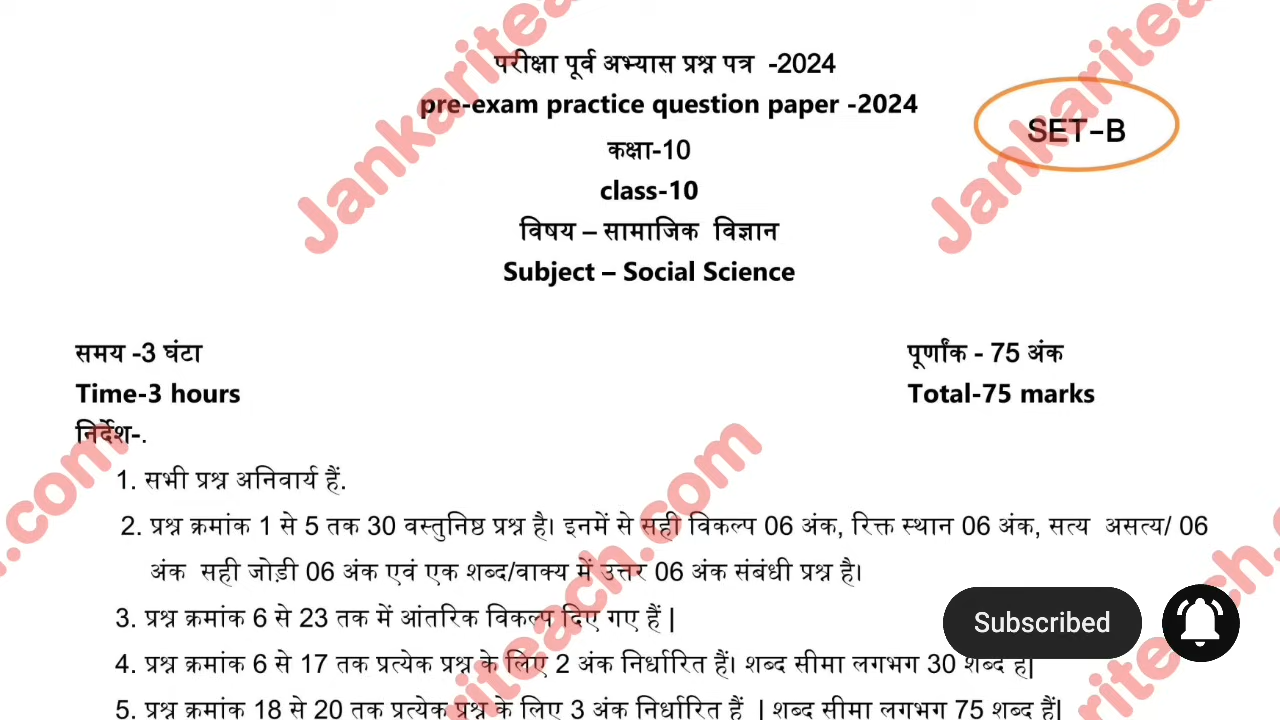 परीक्षा पूर्व अभ्यास प्रश्न पत्र -2024
pre-exam practice question paper -2024
SET-B
कक्षा-10
class-10
विषय – सामाजिक विज्ञान
Subject – Social Science
समय -3 घंटा
पूर्णांक - 75 अंक
Time-3 hours
Total-75 marks
निर्देश-.
1. सभी प्रश्न अनिवार्य हैं.
2. प्रश्न क्रमांक 1 से 5 तक 30 वस्तुनिष्ठ प्रश्न है। इनमें से सही विकल्प 06 अंक, रिक्त स्थान 06 अंक, सत्य असत्य/ 06
अंक सही जोड़ी 06 अंक एवं एक शब्द/वाक्य में उत्तर 06 अंक संबंधी प्रश्न है।
3. प्रश्न क्रमांक 6 से 23 तक में आंतरिक विकल्प दिए गए हैं |
Subscribed
4. प्रश्न क्रमांक 6 से 17 तक प्रत्येक प्रश्न के लिए 2 अंक निर्धारित हैं। शब्द सीमा लगभग 30 शब्द है|
5. प्रश्न क्रमांक 18 से 20 तक प्रत्येक प्रश्न के लिए 3 अंक निर्धारित हैं | शब्द सीमा लगभग 75 शब्द हैं|
Jankariteach
Jankariteach
h.com
riteach.com
riteach